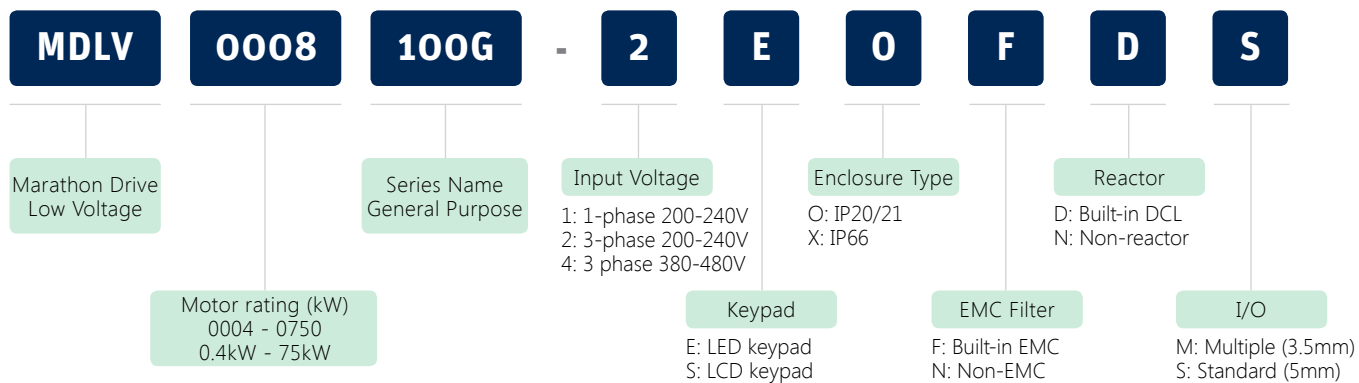 MDLV 0008 100G - 2 E O F D S
Marathon Drive
Low Voltage
Motor rating (kW)
0004 - 0750
0.4kW - 75kW
Series Name
General Purpose
Input Voltage
1: 1-phase 200-240V
2: 3-phase 200-240V
4: 3 phase 380-480V
Keypad
E: LED keypad
S: LCD keypad
Enclosure Type
O: IP20/21
X: IP66
EMC Filter
F: Built-in EMC
N: Non-EMC
Reactor
D: Built-in DCL
N: Non-reactor
I/O
M: Multiple (3.5mm)
S: Standard (5mm)